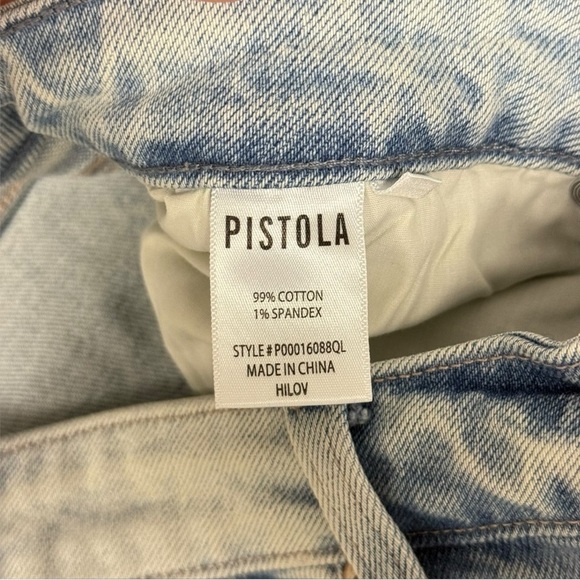 PISTOLA
99% COTTON
1% SPANDEX
STYLE # P00016088QL
MADE IN CHINA
HILOV